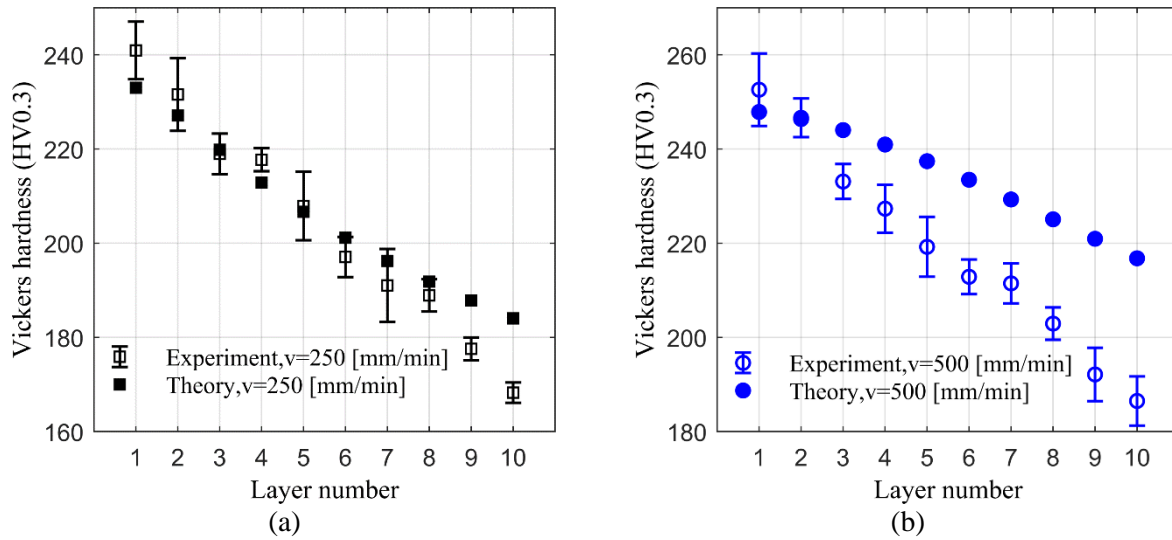 240
220
200
180
160
Vickers hardness (HV0.3)
Experiment,v=250 [mm/min]
Theory,v=250 [mm/min]
1 2 3 4 5 6 7 8 9 10
Layer number
(a)
260
240
220
200
180
Vickers hardness (HV0.3)
Experiment,v=500 [mm/min]
Theory,v=500 [mm/min]
1 2 3 4 5 6 7 8 9 10
Layer number
(b)